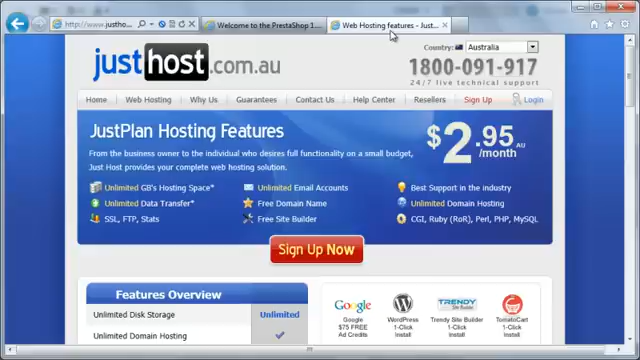 http://www.justho...
Welcome to the PrestaShop 1....
Web Hosting features - Just...
justhost.com.au
Country:
Australia
1800-091-917
24/7 live technical support
Home
Web Hosting
Why Us
Guarantees
Contact Us
Help Center
Resellers
Sign Up
Login
JustPlan Hosting Features
From the business owner to the individual who desires full functionality on a small budget,
Just Host provides your complete web hosting solution.
$2.95 AU
/month
Unlimited GB's Hosting Space*
Unlimited Email Accounts
Best Support in the industry
Unlimited Data Transfer*
Free Domain Name
Unlimited Domain Hosting
SSL, FTP, Stats
Free Site Builder
CGI, Ruby (RoR), Perl, PHP, MySQL
Sign Up Now
Features Overview
Unlimited Disk Storage
Unlimited
Unlimited Domain Hosting
Google
TRENDY
Site Builder
Google
$75 FREE
Ad Credits
WordPress
1-Click
Install
Trendy Site Builder
1-Click
Install
TomatoCart
1-Click
Install